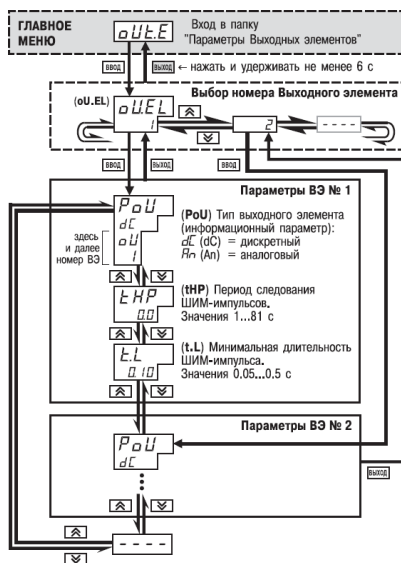 ГЛАВНОЕ
МЕНЮ
oUt.E
Вход в папку
"Параметры Выходных элементов"
ввод
выход
← нажать и удерживать не менее 6 с
Выбор номера Выходного элемента
(oU.EL)
oU.EL
1
2
- - - -
ввод
выход
ввод
Параметры ВЭ № 1
PoU
dC
oU
1
здесь
и далее
номер ВЭ
(PoU) Тип выходного элемента
(информационный параметр):
dC (dC) = дискретный
An (An) = аналоговый
tHP
0.0
(tHP) Период следования
ШИМ-импульсов.
Значения 1...81 с
t.L
0.10
(t.L) Минимальная длительность
ШИМ-импульса.
Значения 0,05...0,5 с
Параметры ВЭ № 2
PoU
dC
выход
- - - -